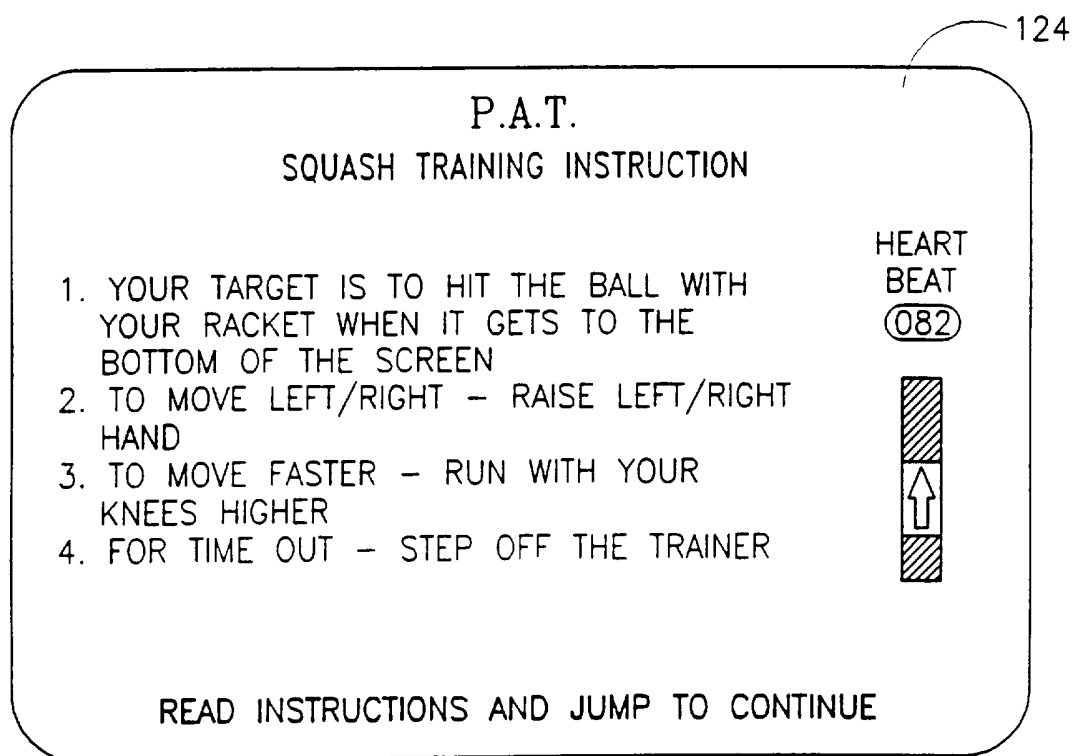 124
P.A.T.
SQUASH TRAINING INSTRUCTION
HEART
BEAT
082
1. YOUR TARGET IS TO HIT THE BALL WITH
YOUR RACKET WHEN IT GETS TO THE
BOTTOM OF THE SCREEN
2. TO MOVE LEFT/RIGHT – RAISE LEFT/RIGHT
HAND
3. TO MOVE FASTER – RUN WITH YOUR
KNEES HIGHER
4. FOR TIME OUT – STEP OFF THE TRAINER
READ INSTRUCTIONS AND JUMP TO CONTINUE